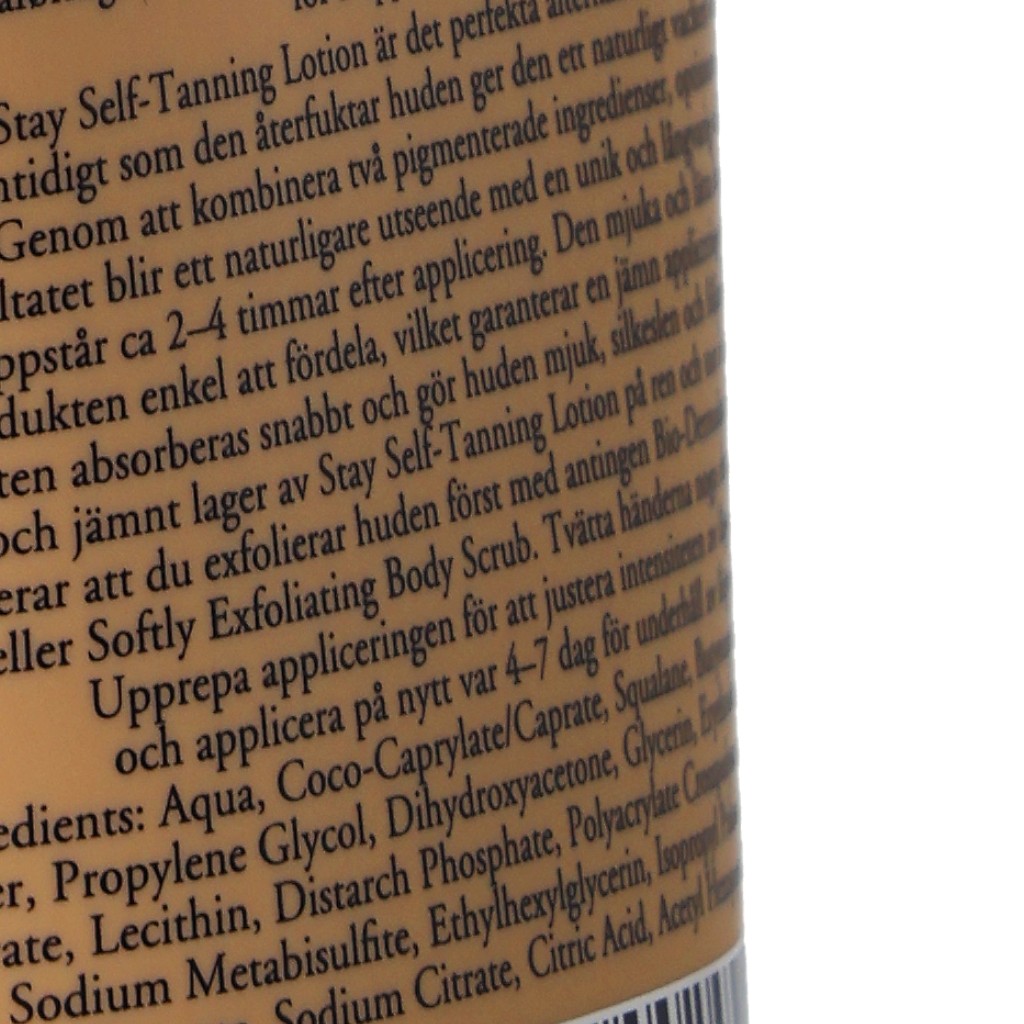 Stay Self-Tanning Lotion är det perfekta
som den återfuktar huden ger den ett naturligt
Genom att kombinera två pigmenterade ingredienser,
ltatet blir ett naturligare utseende med en unik och
ppstår ca 2–4 timmar efter applicering. Den mjuka och
dukten enkel att fördela, vilket garanterar en jämn
ten absorberas snabbt och gör huden mjuk, silkeslen och
och jämnt lager av Stay Self-Tanning Lotion på ren och
erar att du exfolierar huden först med antingen
eller Softly Exfoliating Body Scrub. Tvätta händerna
Upprepa appliceringen för att justera intensiteten
och applicera på nytt var 4–7 dag för underhåll
edients: Aqua, Coco-Caprylate/Caprate, Squalane,
er, Propylene Glycol, Dihydroxyacetone, Glycerin,
ate, Lecithin, Distarch Phosphate, Polyacrylate
Sodium Metabisulfite, Ethylhexylglycerin, Isopropyl
Sodium Citrate, Citric Acid, Acetyl